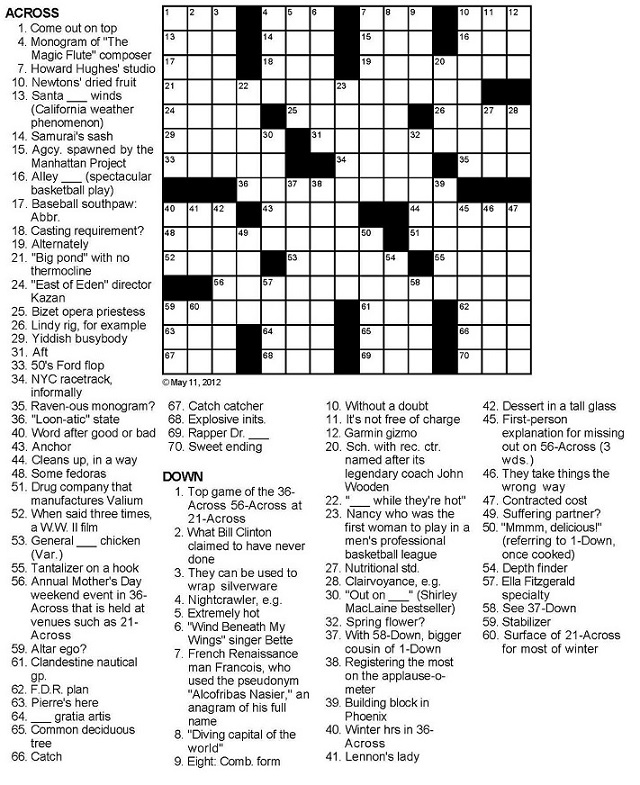 ACROSS
1. Come out on top
4. Monogram of "The
Magic Flute" composer
7. Howard Hughes' studio
10. Newtons' dried fruit
13. Santa ___ winds
(California weather
phenomenon)
14. Samurai's sash
15. Agcy. spawned by the
Manhattan Project
16. Alley ___ (spectacular
basketball play)
17. Baseball southpaw:
Abbr.
18. Casting requirement?
19. Alternately
21. "Big pond" with no
thermocline
24. "East of Eden" director
Kazan
25. Bizet opera priestess
26. Lindy rig, for example
29. Yiddish busybody
31. Aft
33. 50's Ford flop
34. NYC racetrack,
informally
35. Raven-ous monogram?
36. "Loon-atic" state
40. Word after good or bad
43. Anchor
44. Cleans up, in a way
48. Some fedoras
51. Drug company that
manufactures Valium
52. When said three times,
a W.W. II film
53. General ___ chicken
(Var.)
55. Tantalizer on a hook
56. Annual Mother's Day
weekend event in 36-
Across that is held at
venues such as 21-
Across
59. Altar ego?
61. Clandestine nautical
gp.
62. F.D.R. plan
63. Pierre's here
64. ___ gratia artis
65. Common deciduous
tree
66. Catch
1 2 3 4 5 6 7 8 9 10 11 12
13 14 15 16
17 18 19 20
21 22 23
24 25 26 27 28
29 30 31 32
33 34 35
36 37 38 39
40 41 42 43 44 45 46 47
48 49 50 51
52 53 54 55
56 57 58
59 60 61 62
63 64 65 66
67 68 69 70
© May 11, 2012
67. Catch catcher
68. Explosive inits.
69. Rapper Dr. ___
70. Sweet ending
DOWN
1. Top game of the 36-
Across 56-Across at
21-Across
2. What Bill Clinton
claimed to have never
done
3. They can be used to
wrap silverware
4. Nightcrawler, e.g.
5. Extremely hot
6. "Wind Beneath My
Wings" singer Bette
7. French Renaissance
man Francois, who
used the pseudonym
"Alcofribas Nasier," an
anagram of his full
name
8. "Diving capital of the
world"
9. Eight: Comb. form
10. Without a doubt
11. It's not free of charge
12. Garmin gizmo
20. Sch. with rec. ctr.
named after its
legendary coach John
Wooden
22. "___ while they're hot"
23. Nancy who was the
first woman to play in a
men's professional
basketball league
27. Nutritional std.
28. Clairvoyance, e.g.
30. "Out on ___" (Shirley
MacLaine bestseller)
32. Spring flower?
37. With 58-Down, bigger
cousin of 1-Down
38. Registering the most
on the applause-o-
meter
39. Building block in
Phoenix
40. Winter hrs in 36-
Across
41. Lennon's lady
42. Dessert in a tall glass
45. First-person
explanation for missing
out on 56-Across (3
wds.)
46. They take things the
wrong way
47. Contracted cost
49. Suffering partner?
50. "Mmmm, delicious!"
(referring to 1-Down,
once cooked)
54. Depth finder
57. Ella Fitzgerald
specialty
58. See 37-Down
59. Stabilizer
60. Surface of 21-Across
for most of winter